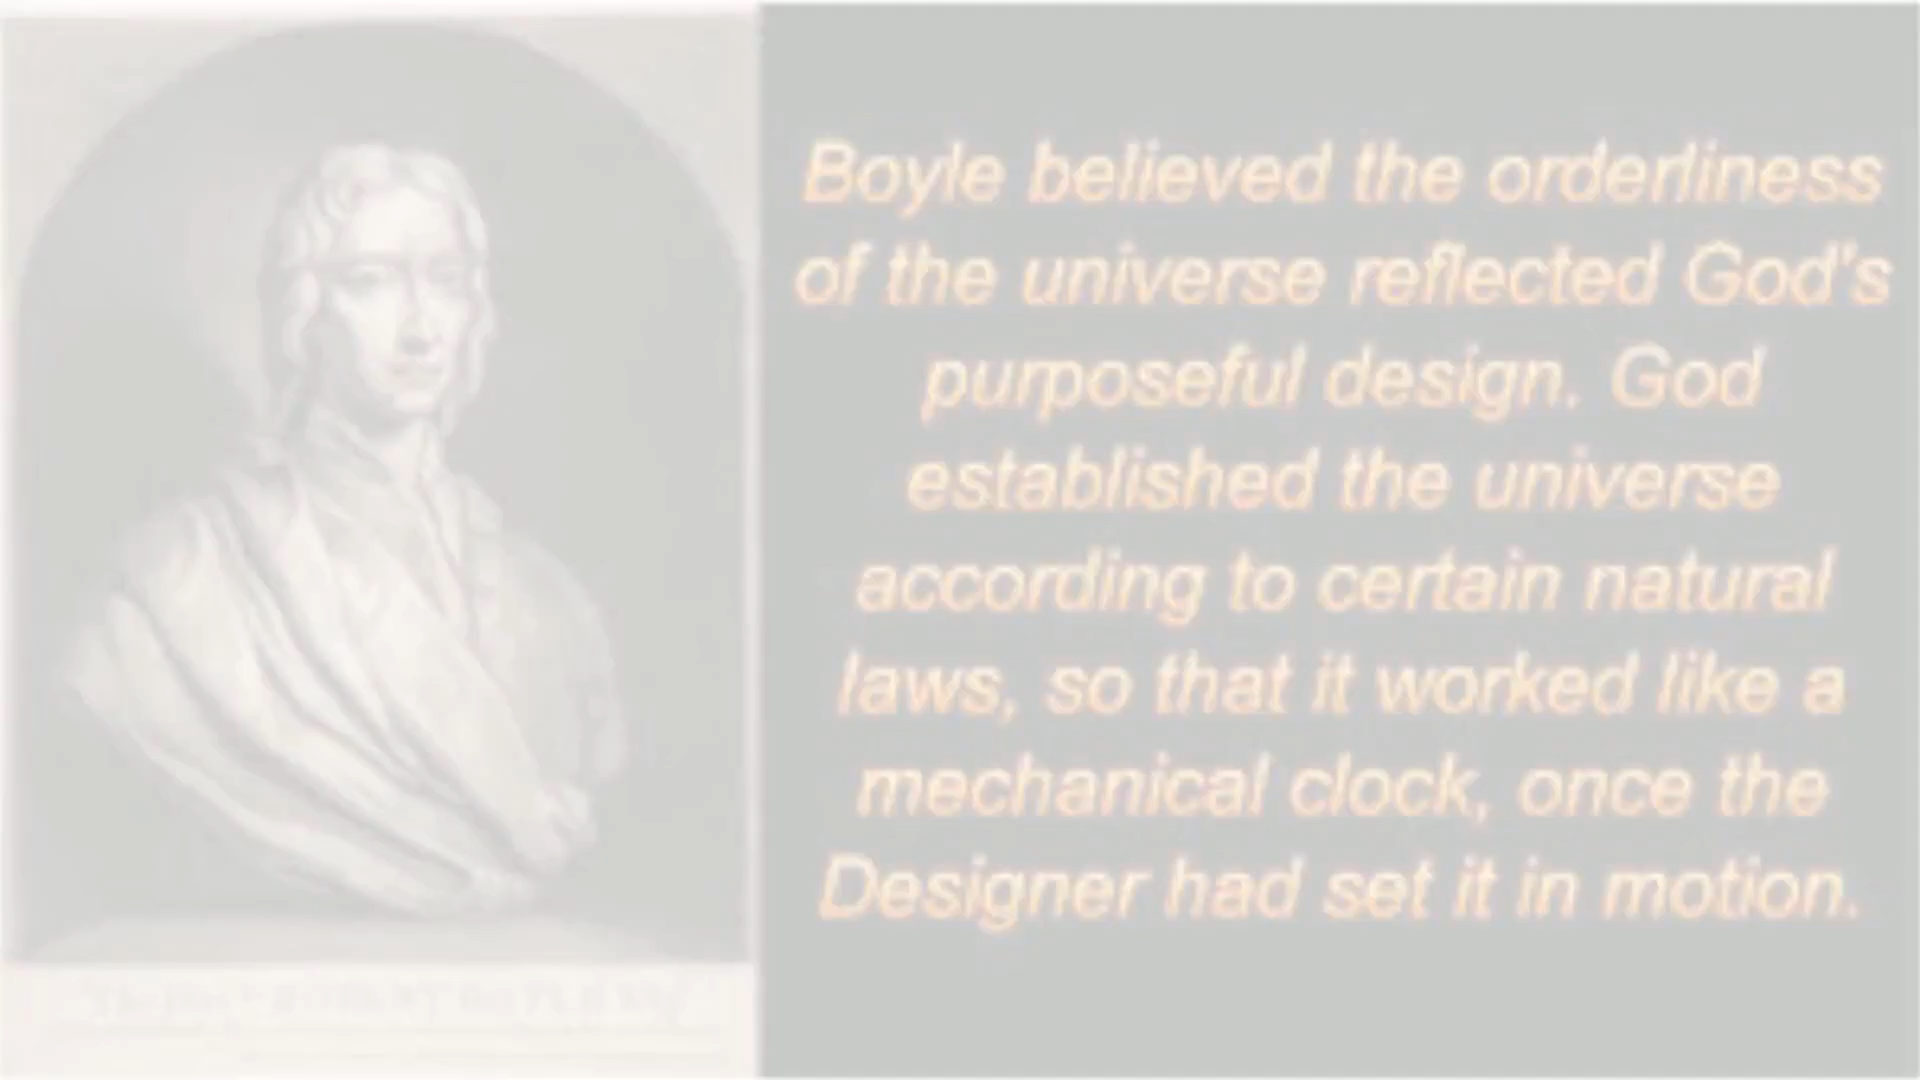 Boyle believed the orderliness
of the universe reflected God's
purposeful design. God
established the universe
according to certain natural
laws, so that it worked like a
mechanical clock, once the
Designer had set it in motion.